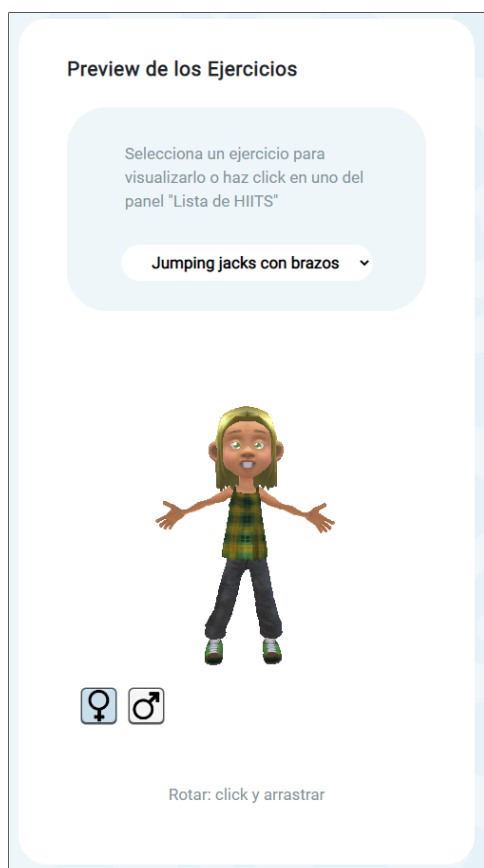 Preview de los Ejercicios
Selecciona un ejercicio para
visualizarlo o haz click en uno del
panel "Lista de HIITS"
Jumping jacks con brazos
Rotar: click y arrastrar